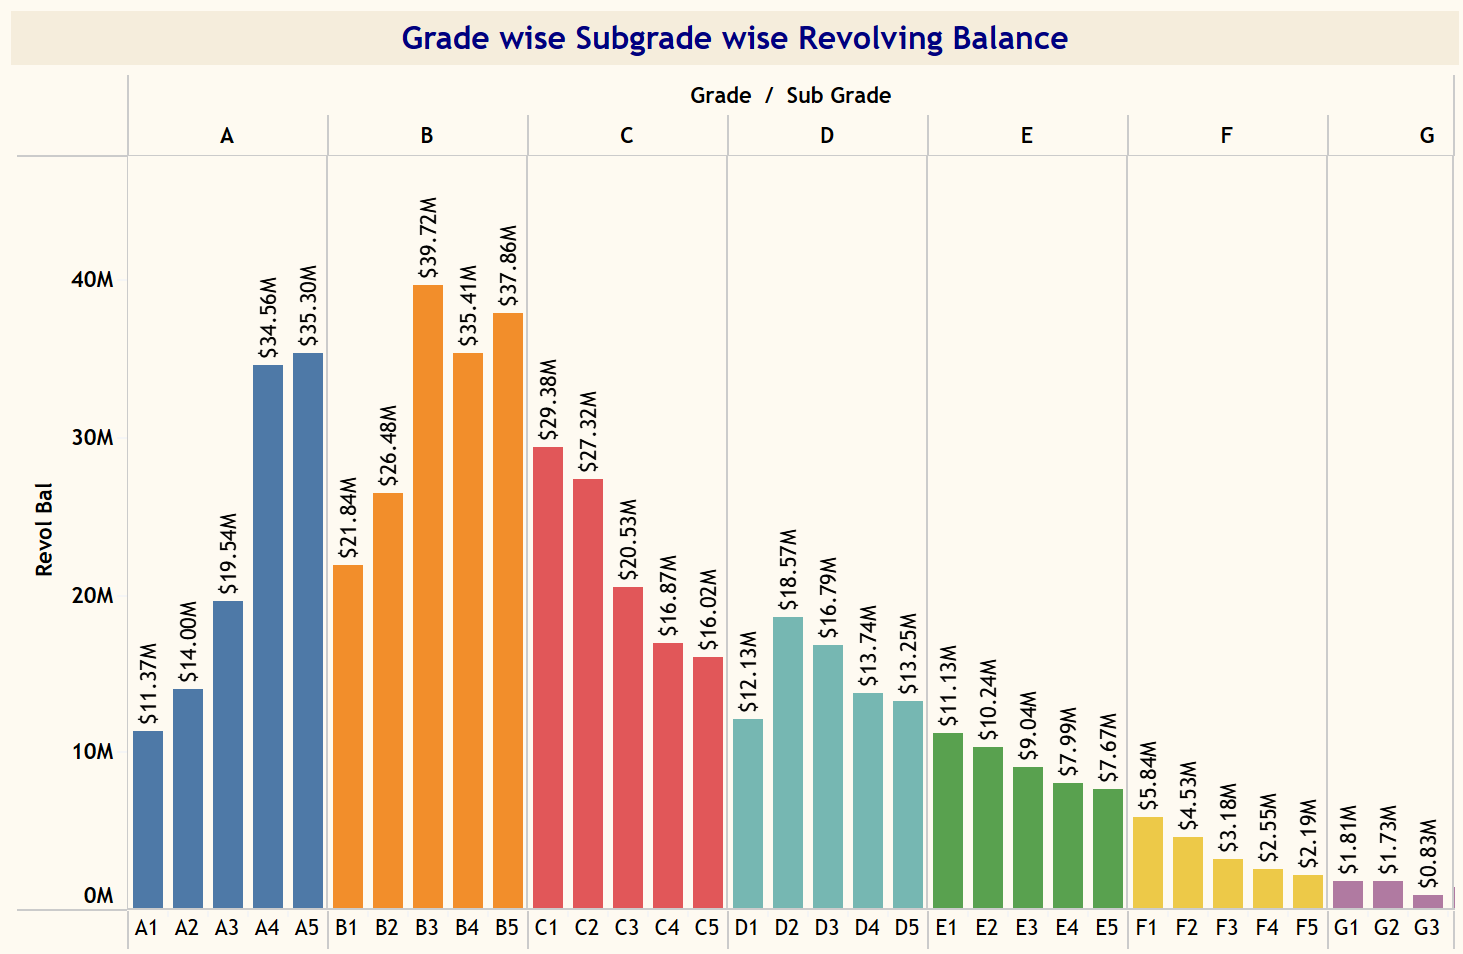 Grade wise Subgrade wise Revolving Balance
Grade / Sub Grade
A B C D E F G
Revol Bal
40M
30M
20M
10M
0M
$11.37M $14.00M $19.54M $34.56M $35.30M $21.84M $26.48M $39.72M $35.41M $37.86M $29.38M $27.32M $20.53M $16.87M $16.02M $12.13M $18.57M $16.79M $13.74M $13.25M $11.13M $10.24M $9.04M $7.99M $7.67M $5.84M $4.53M $3.18M $2.55M $2.19M $1.81M $1.73M $0.83M
A1 A2 A3 A4 A5 B1 B2 B3 B4 B5 C1 C2 C3 C4 C5 D1 D2 D3 D4 D5 E1 E2 E3 E4 E5 F1 F2 F3 F4 F5 G1 G2 G3